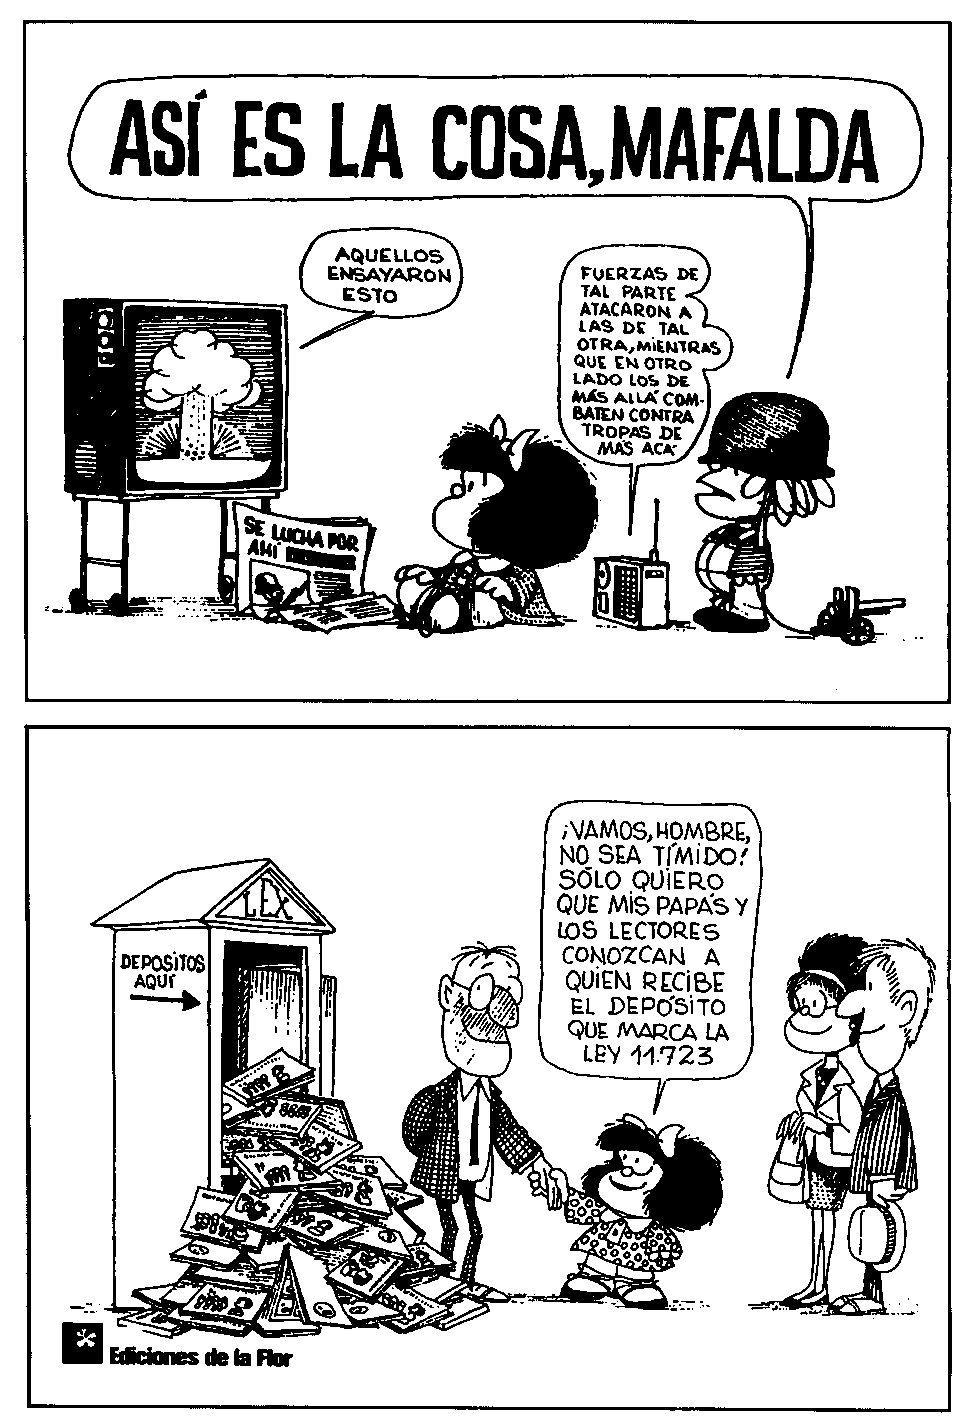 ASÍ ES LA COSA, MAFALDA
AQUELLOS
ENSAYARON
ESTO
FUERZAS DE
TAL PARTE
ATACARON A
LAS DE TAL
OTRA, MIENTRAS
QUE EN OTRO
LADO LOS DE
MÁS ALLÁ COM-
BATEN CONTRA
TROPAS DE
MÁS ACÁ
SE LUCHA POR
AHÍ
¡VAMOS, HOMBRE,
NO SEA TÍMIDO!
SÓLO QUIERO
QUE MIS PAPÁS Y
LOS LECTORES
CONOZCAN A
QUIEN RECIBE
EL DEPÓSITO
QUE MARCA LA
LEY 11.723
LEX
DEPOSITOS
AQUÍ
Ediciones de la Flor